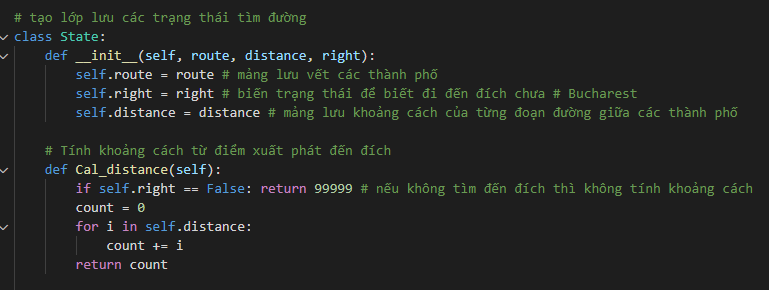 # tạo lớp lưu các trạng thái tìm đường
class State:
    def __init__(self, route, distance, right):
        self.route = route # mảng lưu vết các thành phố
        self.right = right # biến trạng thái để biết đi đến đích chưa # Bucharest
        self.distance = distance # mảng lưu khoảng cách của từng đoạn đường giữa các thành phố

    # Tính khoảng cách từ điểm xuất phát đến đích
    def Cal_distance(self):
        if self.right == False: return 99999 # nếu không tìm đến đích thì không tính khoảng cách
        count = 0
        for i in self.distance:
            count += i
        return count